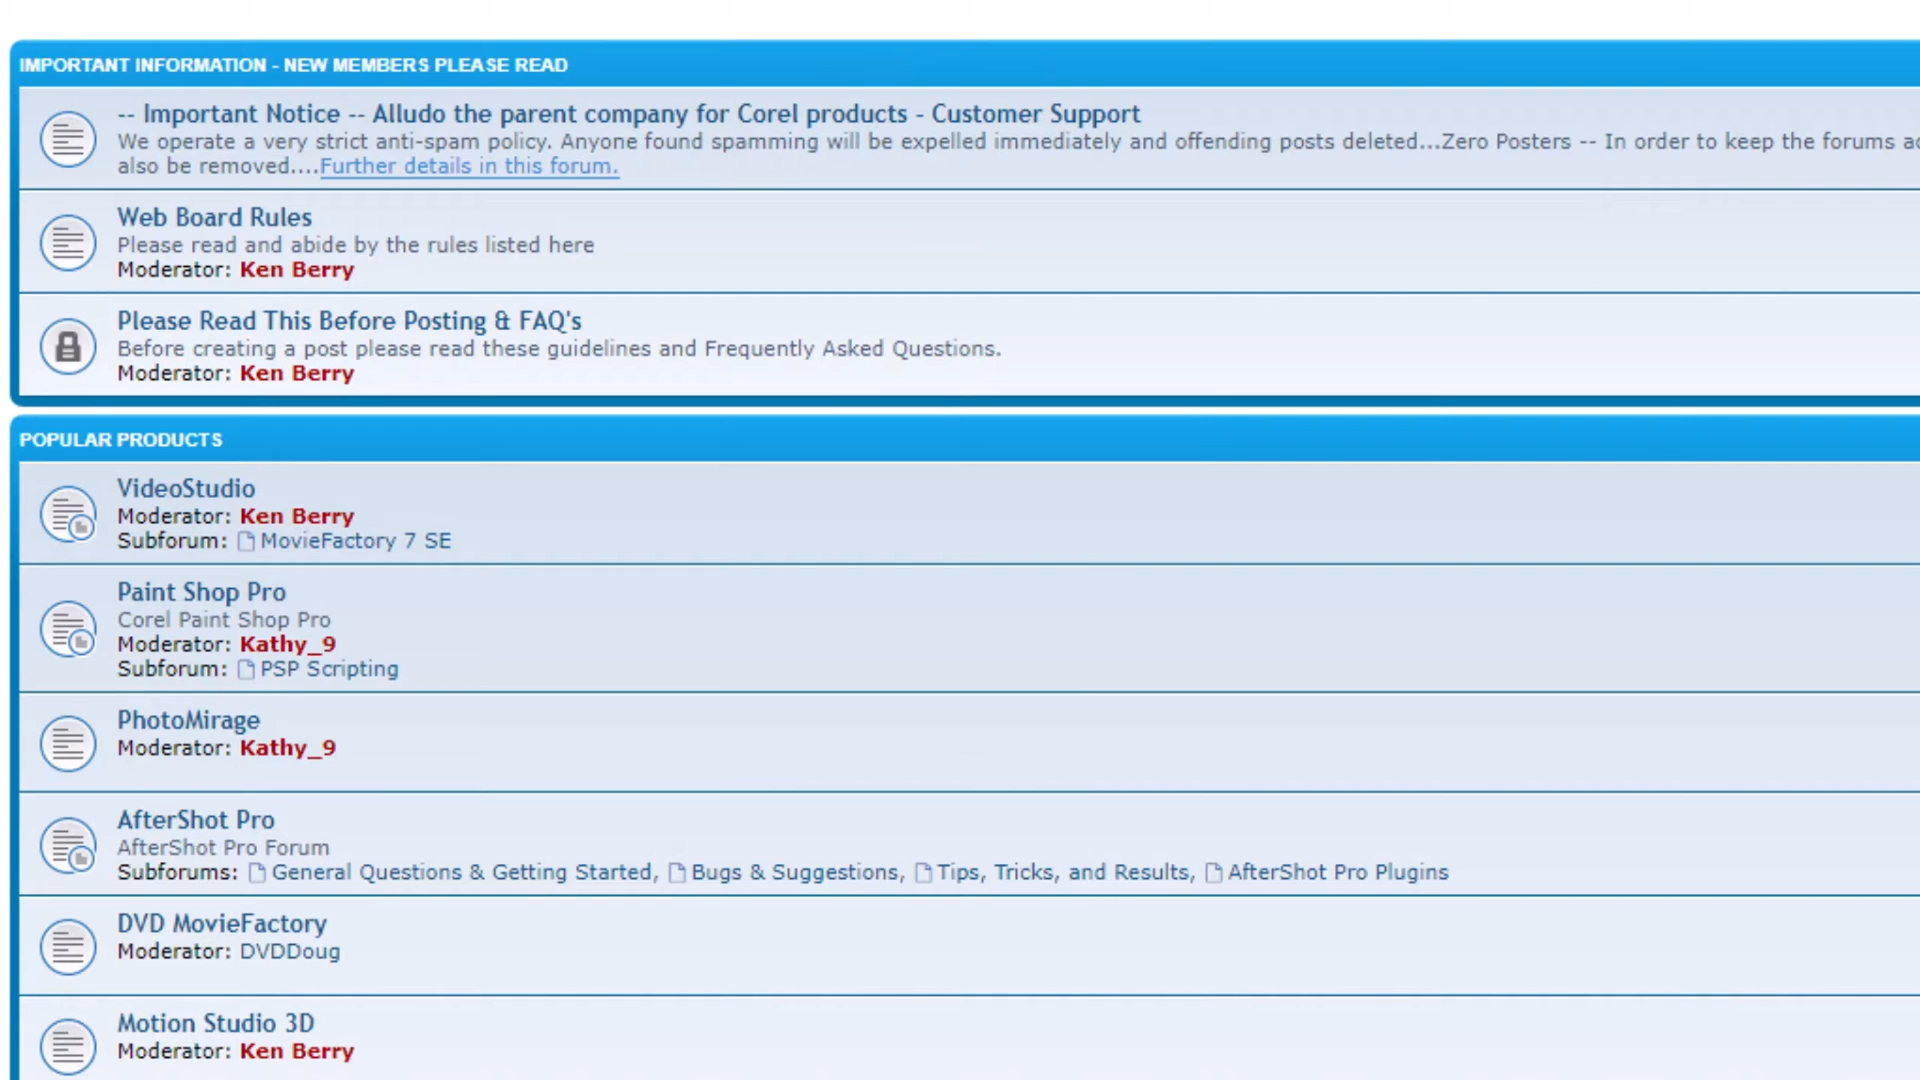 IMPORTANT INFORMATION - NEW MEMBERS PLEASE READ
-- Important Notice -- Alludo the parent company for Corel products - Customer Support
We operate a very strict anti-spam policy. Anyone found spamming will be expelled immediately and offending posts deleted...Zero Posters -- In order to keep the forums
also be removed....Further details in this forum.
Web Board Rules
Please read and abide by the rules listed here
Moderator: Ken Berry
Please Read This Before Posting & FAQ's
Before creating a post please read these guidelines and Frequently Asked Questions.
Moderator: Ken Berry
POPULAR PRODUCTS
VideoStudio
Moderator: Ken Berry
Subforum: MovieFactory 7 SE
Paint Shop Pro
Corel Paint Shop Pro
Moderator: Kathy_9
Subforum: PSP Scripting
PhotoMirage
Moderator: Kathy_9
AfterShot Pro
AfterShot Pro Forum
Subforums: General Questions & Getting Started, Bugs & Suggestions, Tips, Tricks, and Results, AfterShot Pro Plugins
DVD MovieFactory
Moderator: DVDDoug
Motion Studio 3D
Moderator: Ken Berry